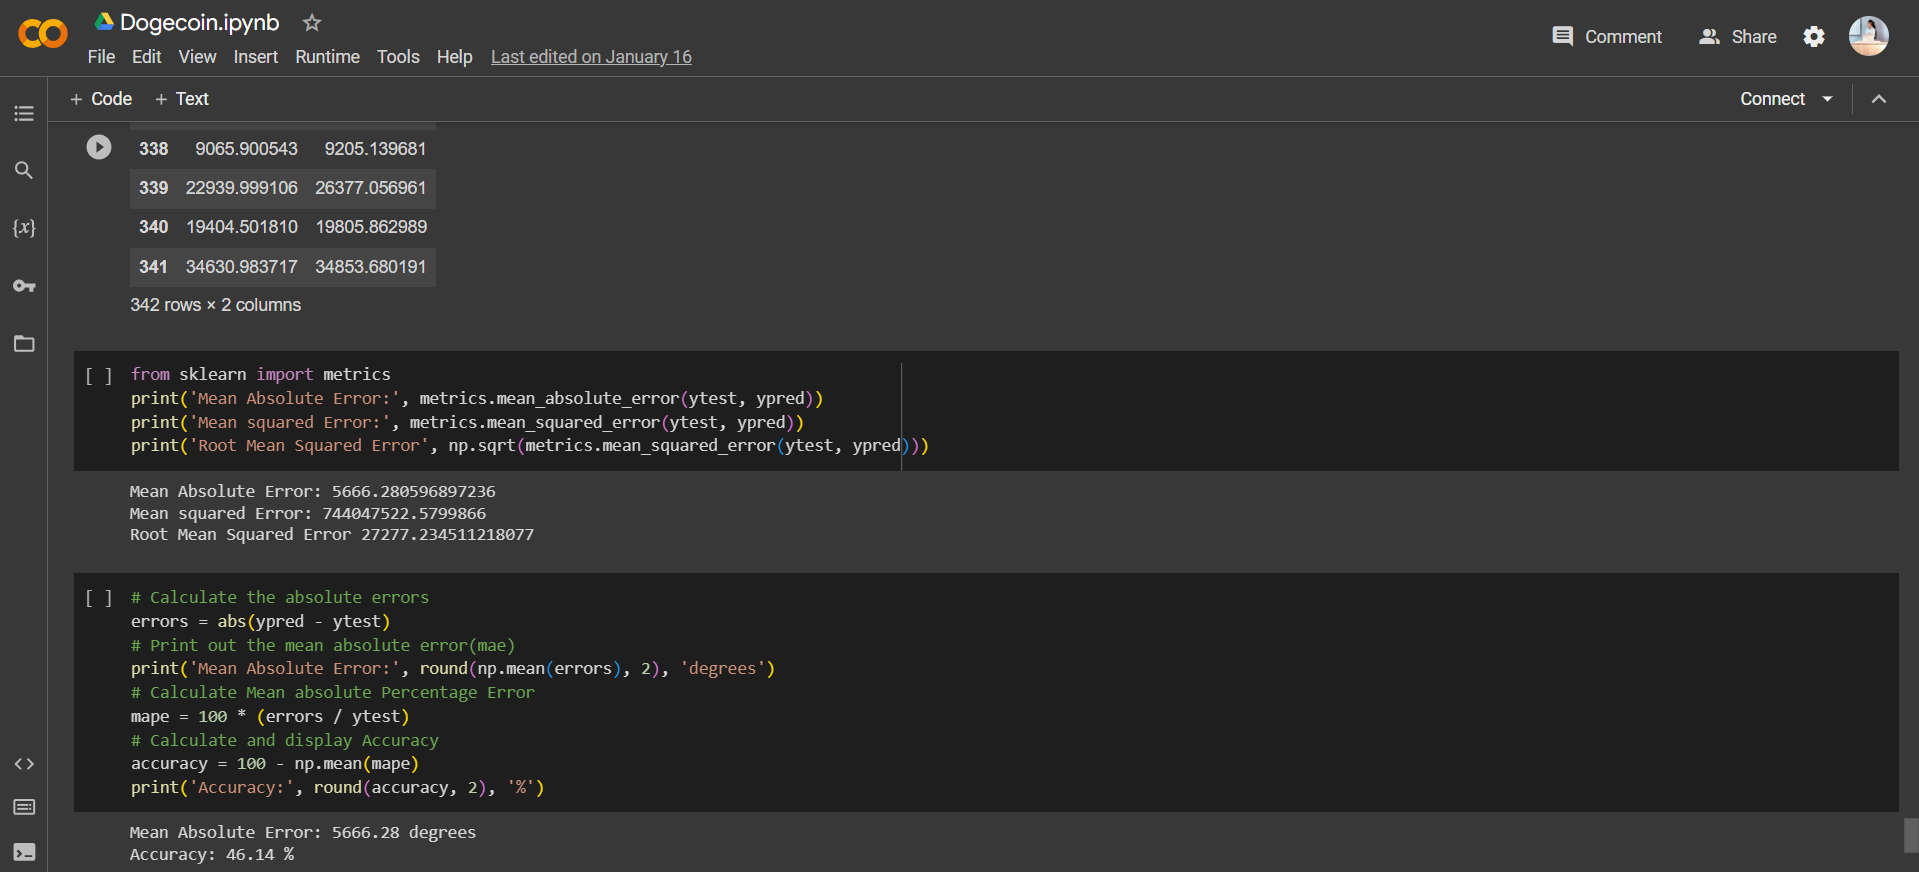 Dogecoin.ipynb
File Edit View Insert Runtime Tools Help Last edited on January 16
Comment Share
+ Code + Text
Connect
338 9065.900543 9205.139681
339 22939.999106 26377.056961
340 19404.501810 19805.862989
341 34630.983717 34853.680191
342 rows × 2 columns
[ ] from sklearn import metrics
print('Mean Absolute Error:', metrics.mean_absolute_error(ytest, ypred))
print('Mean squared Error:', metrics.mean_squared_error(ytest, ypred))
print('Root Mean Squared Error', np.sqrt(metrics.mean_squared_error(ytest, ypred)))
Mean Absolute Error: 5666.280596897236
Mean squared Error: 744047522.5799866
Root Mean Squared Error 27277.234511218077
[ ] # Calculate the absolute errors
errors = abs(ypred - ytest)
# Print out the mean absolute error(mae)
print('Mean Absolute Error:', round(np.mean(errors), 2), 'degrees')
# Calculate Mean absolute Percentage Error
mape = 100 * (errors / ytest)
# Calculate and display Accuracy
accuracy = 100 - np.mean(mape)
print('Accuracy:', round(accuracy, 2), '%')
Mean Absolute Error: 5666.28 degrees
Accuracy: 46.14 %